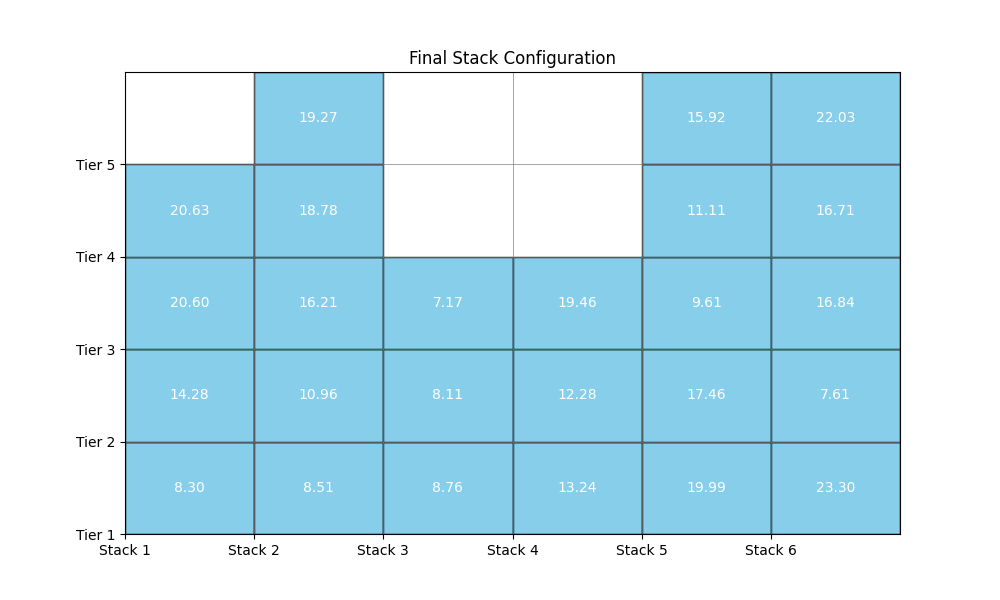 Final Stack Configuration
19.27 15.92 22.03
Tier 5
20.63 18.78 11.11 16.71
Tier 4
20.60 16.21 7.17 19.46 9.61 16.84
Tier 3
14.28 10.96 8.11 12.28 17.46 7.61
Tier 2
8.30 8.51 8.76 13.24 19.99 23.30
Tier 1
Stack 1 Stack 2 Stack 3 Stack 4 Stack 5 Stack 6